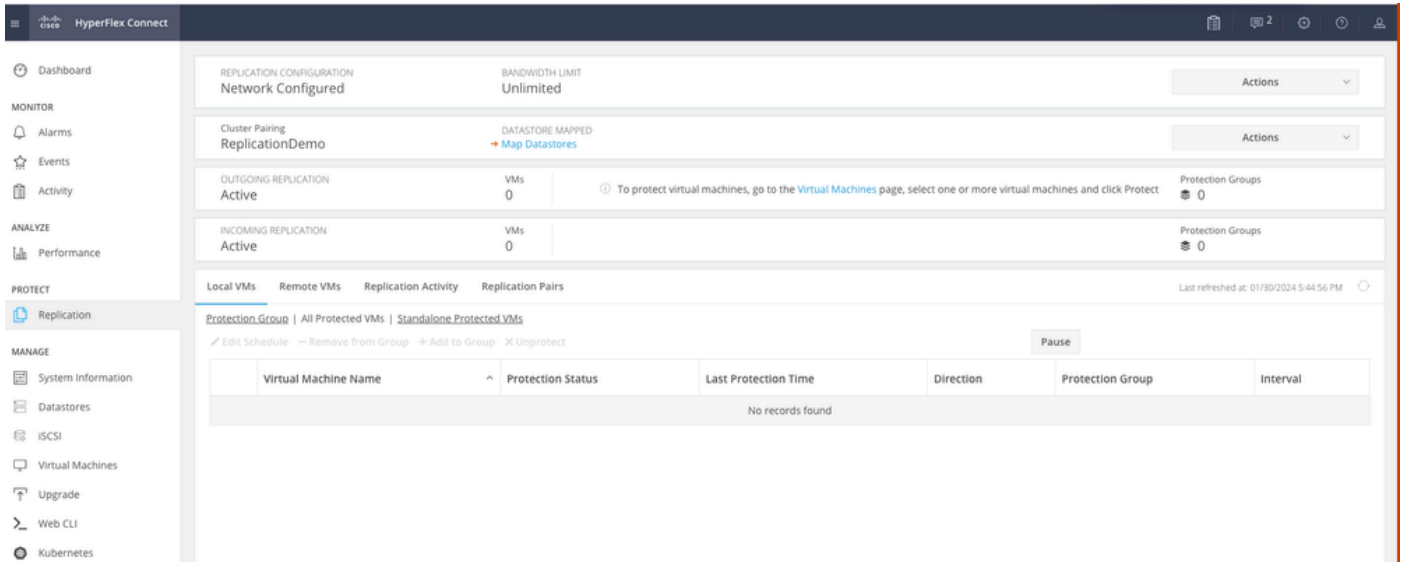 CISCO HyperFlex Connect
2
Dashboard
MONITOR
Alarms
Events
Activity
ANALYZE
Performance
PROTECT
Replication
MANAGE
System Information
Datastores
iSCSI
Virtual Machines
Upgrade
Web CLI
Kubernetes
REPLICATION CONFIGURATION
Network Configured
BANDWIDTH LIMIT
Unlimited
Actions
Cluster Pairing
ReplicationDemo
DATASTORE MAPPED
Map Datastores
Actions
OUTGOING REPLICATION
Active
VMs
0
To protect virtual machines, go to the Virtual Machines page, select one or more virtual machines and click Protect
Protection Groups
0
INCOMING REPLICATION
Active
VMs
0
Protection Groups
0
Local VMs Remote VMs Replication Activity Replication Pairs
Last refreshed at: 01/30/2024 5:44:56 PM
Protection Group | All Protected VMs | Standalone Protected VMs
Edit Schedule Remove from Group Add to Group Unprotect
Pause
Virtual Machine Name Protection Status Last Protection Time Direction Protection Group Interval
No records found